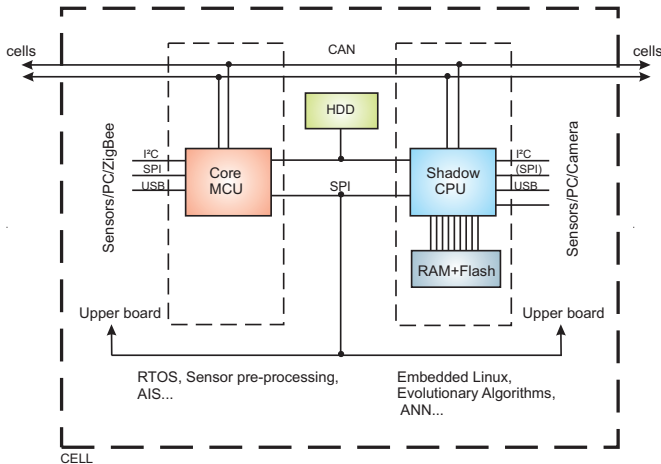 cells
CAN
cells
HDD
Sensors/PC/ZigBee
I²C
SPI
USB
Core
MCU
SPI
Shadow
CPU
I²C
(SPI)
USB
Sensors/PC/Camera
RAM+Flash
Upper board
Upper board
RTOS, Sensor pre-processing,
AIS...
Embedded Linux,
Evolutionary Algorithms,
ANN...
CELL